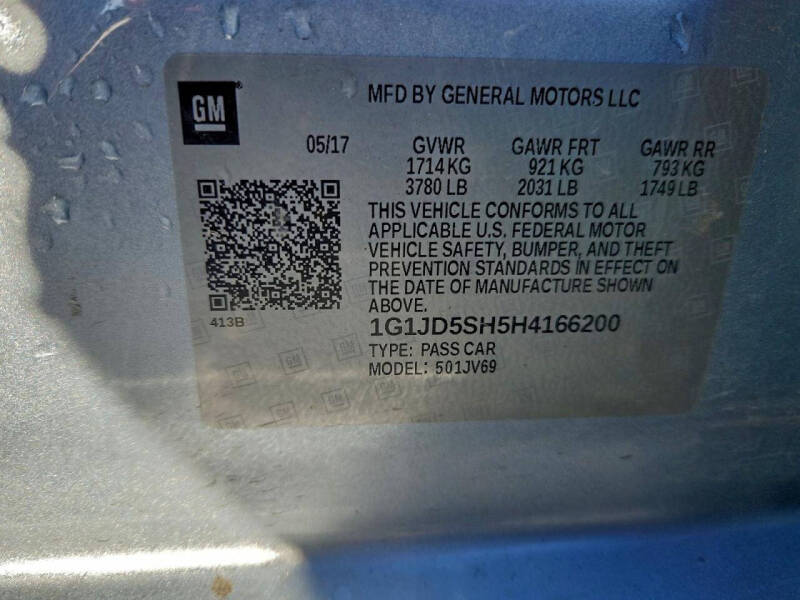 GM
MFD BY GENERAL MOTORS LLC
05/17 GVWR GAWR FRT GAWR RR
1714 KG 921 KG 793 KG
3780 LB 2031 LB 1749 LB
THIS VEHICLE CONFORMS TO ALL
APPLICABLE U.S. FEDERAL MOTOR
VEHICLE SAFETY, BUMPER, AND THEFT
PREVENTION STANDARDS IN EFFECT ON
THE DATE OF MANUFACTURE SHOWN
ABOVE.
413B
1G1JD5SH5H4166200
TYPE: PASS CAR
MODEL: 501JV69